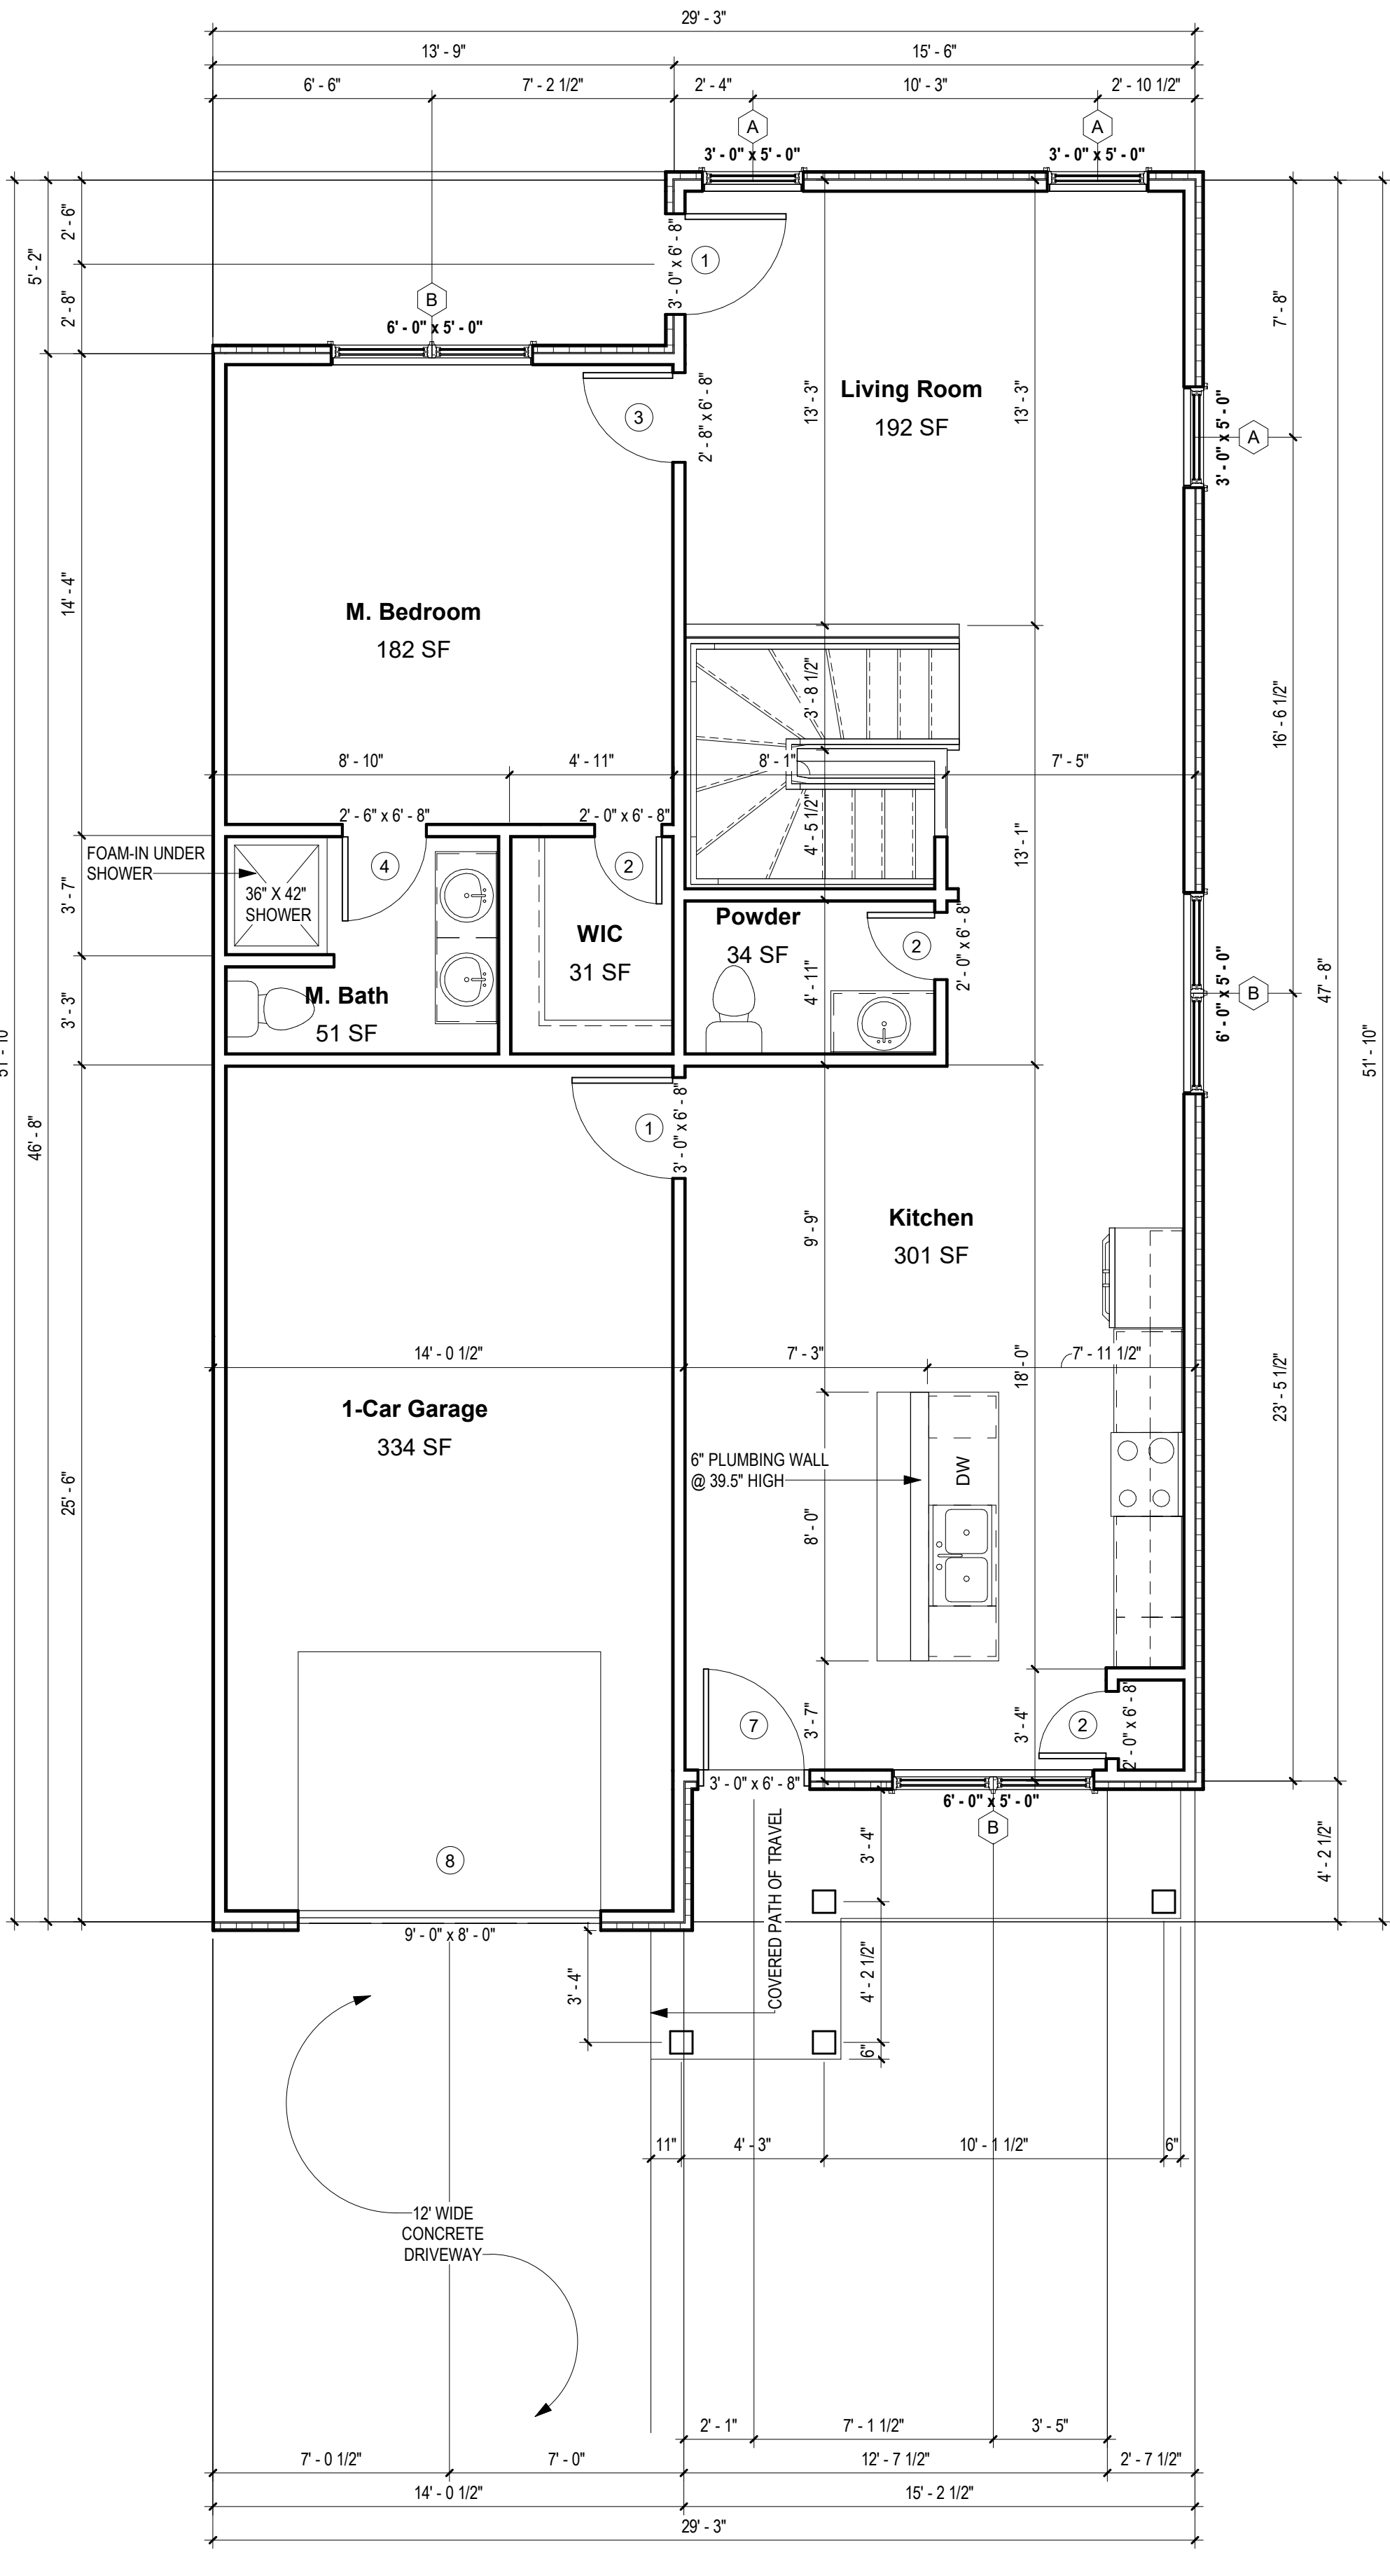 29' - 3"
13' - 9"
15' - 6"
6' - 6"
7' - 2 1/2"
2' - 4"
10' - 3"
2' - 10 1/2"
A
A
3' - 0" x 5' - 0"
3' - 0" x 5' - 0"
2' - 6"
5' - 2"
2' - 8"
3' - 0" x 6' - 8"
1
B
6' - 0" x 5' - 0"
7' - 8"
3
2' - 8" x 6' - 8"
13' - 3"
Living Room
192 SF
13' - 3"
3' - 0" x 5' - 0"
A
14' - 4"
M. Bedroom
182 SF
3' - 8 1/2"
16' - 6 1/2"
8' - 10"
4' - 11"
8' - 1"
7' - 5"
2' - 6" x 6' - 8"
2' - 0" x 6' - 8"
4' - 5 1/2"
13' - 1"
FOAM-IN UNDER
SHOWER
3' - 7"
36" X 42"
SHOWER
4
2
WIC
31 SF
Powder
34 SF
2
2' - 0" x 6' - 8"
4' - 11"
6' - 0" x 5' - 0"
B
47' - 8"
3' - 3"
M. Bath
51 SF
51' - 10"
51' - 10"
46' - 8"
1
3' - 0" x 6' - 8"
9' - 9"
Kitchen
301 SF
14' - 0 1/2"
7' - 3"
18' - 0"
7' - 11 1/2"
23' - 5 1/2"
1-Car Garage
334 SF
25' - 6"
6" PLUMBING WALL
@ 39.5" HIGH
DW
8' - 0"
7
3' - 7"
3' - 4"
2
2' - 0" x 6' - 8"
3' - 0" x 6' - 8"
6' - 0" x 5' - 0"
B
8
COVERED PATH OF TRAVEL
3' - 4"
4' - 2 1/2"
9' - 0" x 8' - 0"
3' - 4"
4' - 2 1/2"
6"
11"
4' - 3"
10' - 1 1/2"
6"
12' WIDE
CONCRETE
DRIVEWAY
2' - 1"
7' - 1 1/2"
3' - 5"
7' - 0 1/2"
7' - 0"
12' - 7 1/2"
2' - 7 1/2"
14' - 0 1/2"
15' - 2 1/2"
29' - 3"